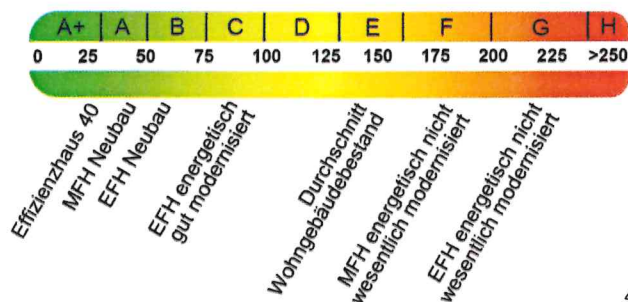 A+ A B C D E F G H
0 25 50 75 100 125 150 175 200 225 >250
Effizienzhaus 40
MFH Neubau
EFH Neubau
EFH energetisch
gut modernisiert
Durchschnitt
Wohngebäudebestand
MFH energetisch nicht
wesentlich modernisiert
EFH energetisch nicht
wesentlich modernisiert